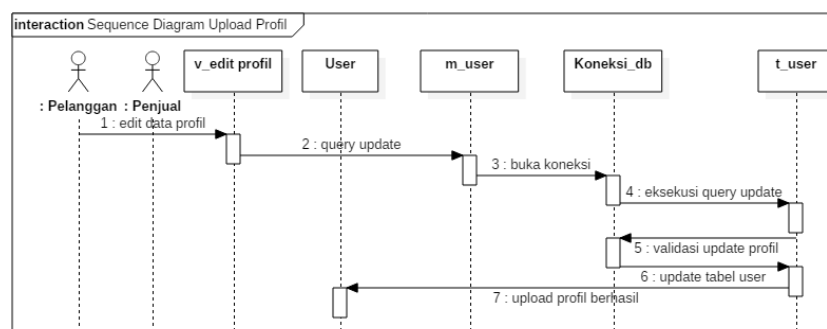 interaction Sequence Diagram Upload Profil
v_edit profil
User
m_user
Koneksi_db
t_user
: Pelanggan
: Penjual
1 : edit data profil
2 : query update
3 : buka koneksi
4 : eksekusi query update
5 : validasi update profil
6 : update tabel user
7 : upload profil berhasil